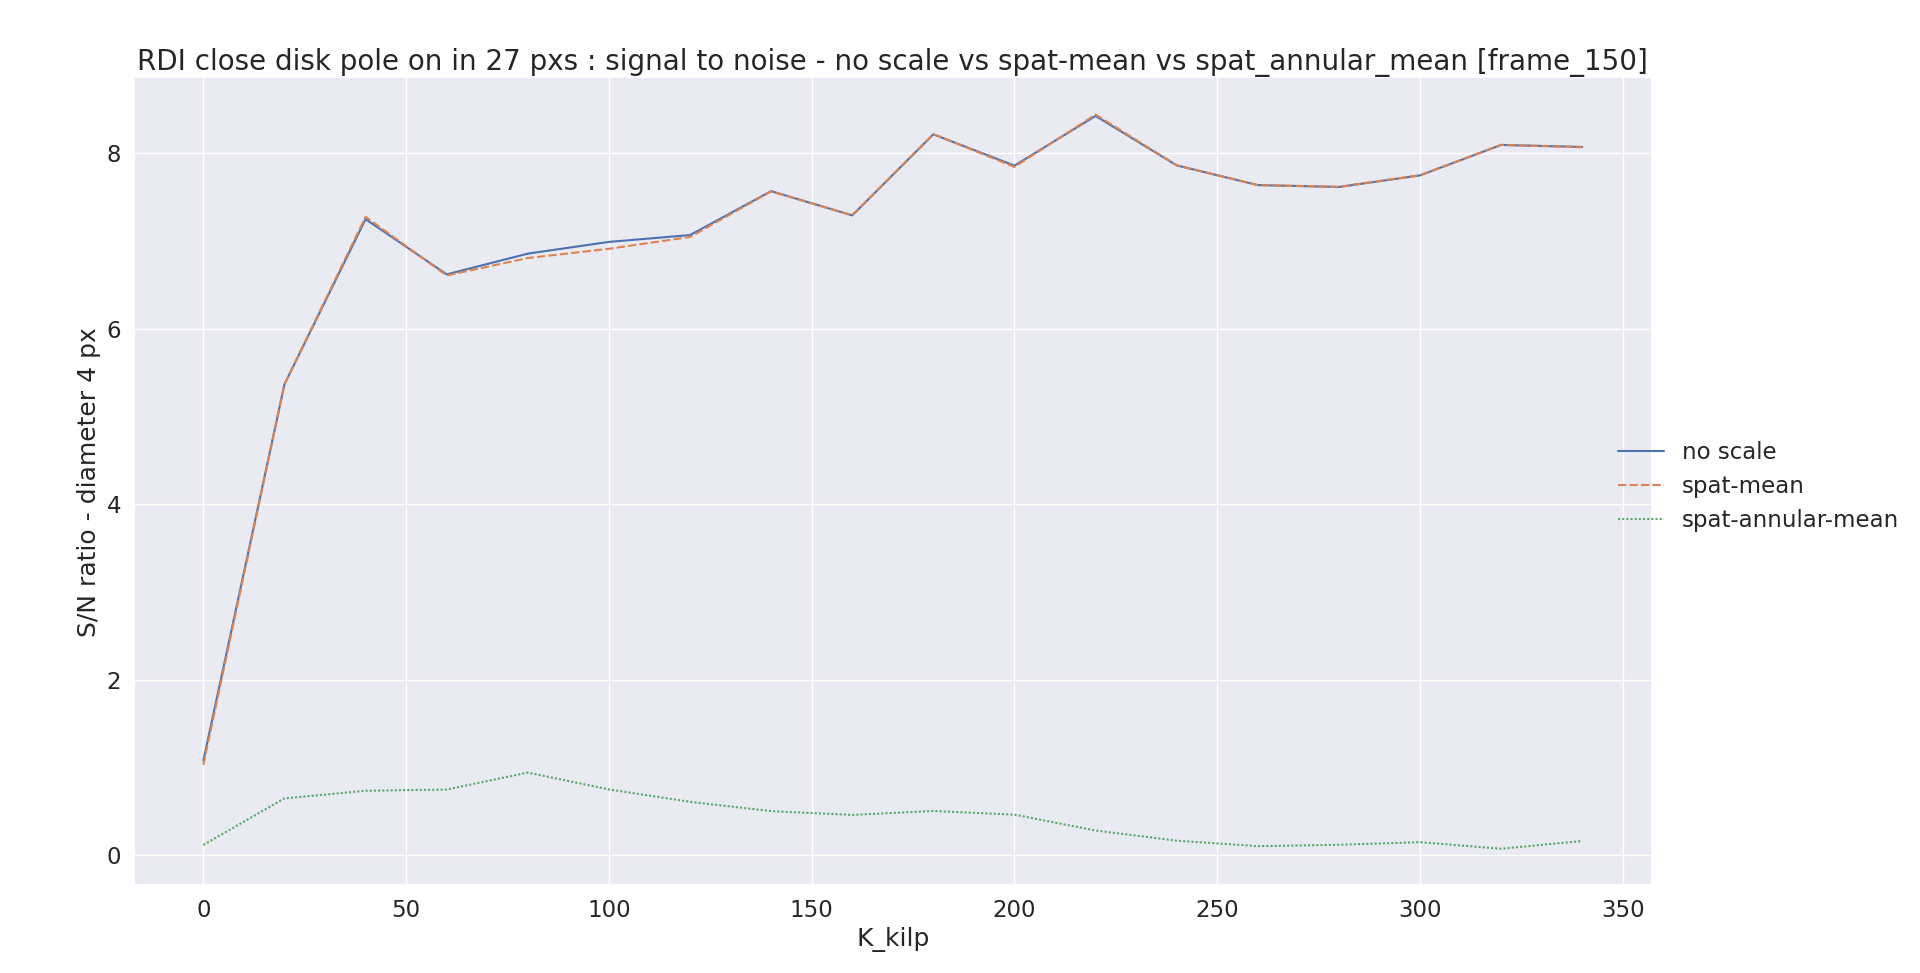 RDI close disk pole on in 27 pxs : signal to noise - no scale vs spat-mean vs spat_annular_mean [frame_150]
S/N ratio - diameter 4 px
8
6
4
2
0
0 50 100 150 200 250 300 350
K_kilp
no scale
spat-mean
spat-annular-mean